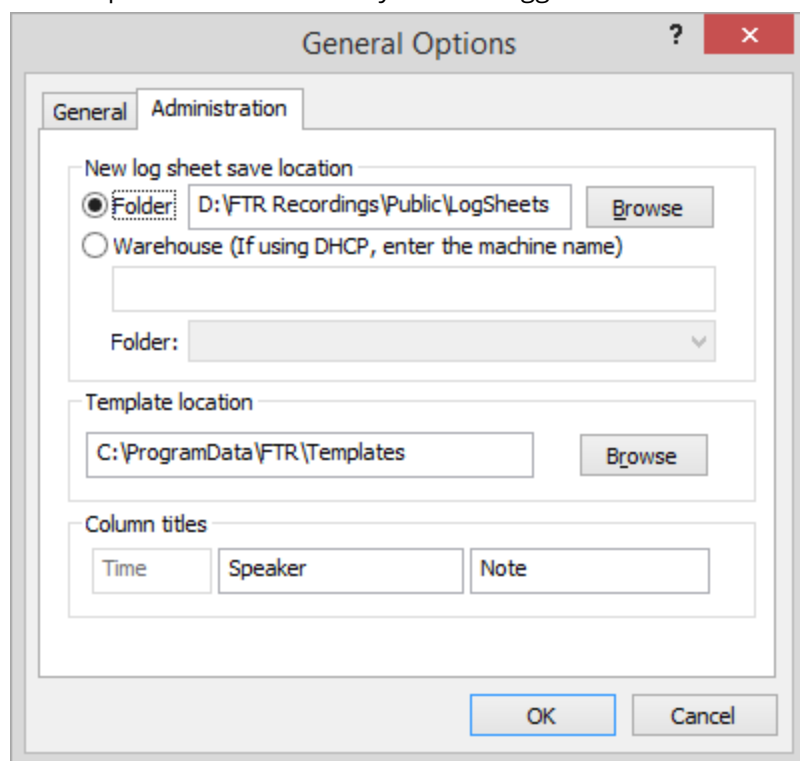 General Options
?
General
Administration
New log sheet save location
Folder
D:\FTR Recordings\Public\LogSheets
Browse
Warehouse (If using DHCP, enter the machine name)
Folder:
Template location
C:\ProgramData\FTR\Templates
Browse
Column titles
Time
Speaker
Note
OK
Cancel